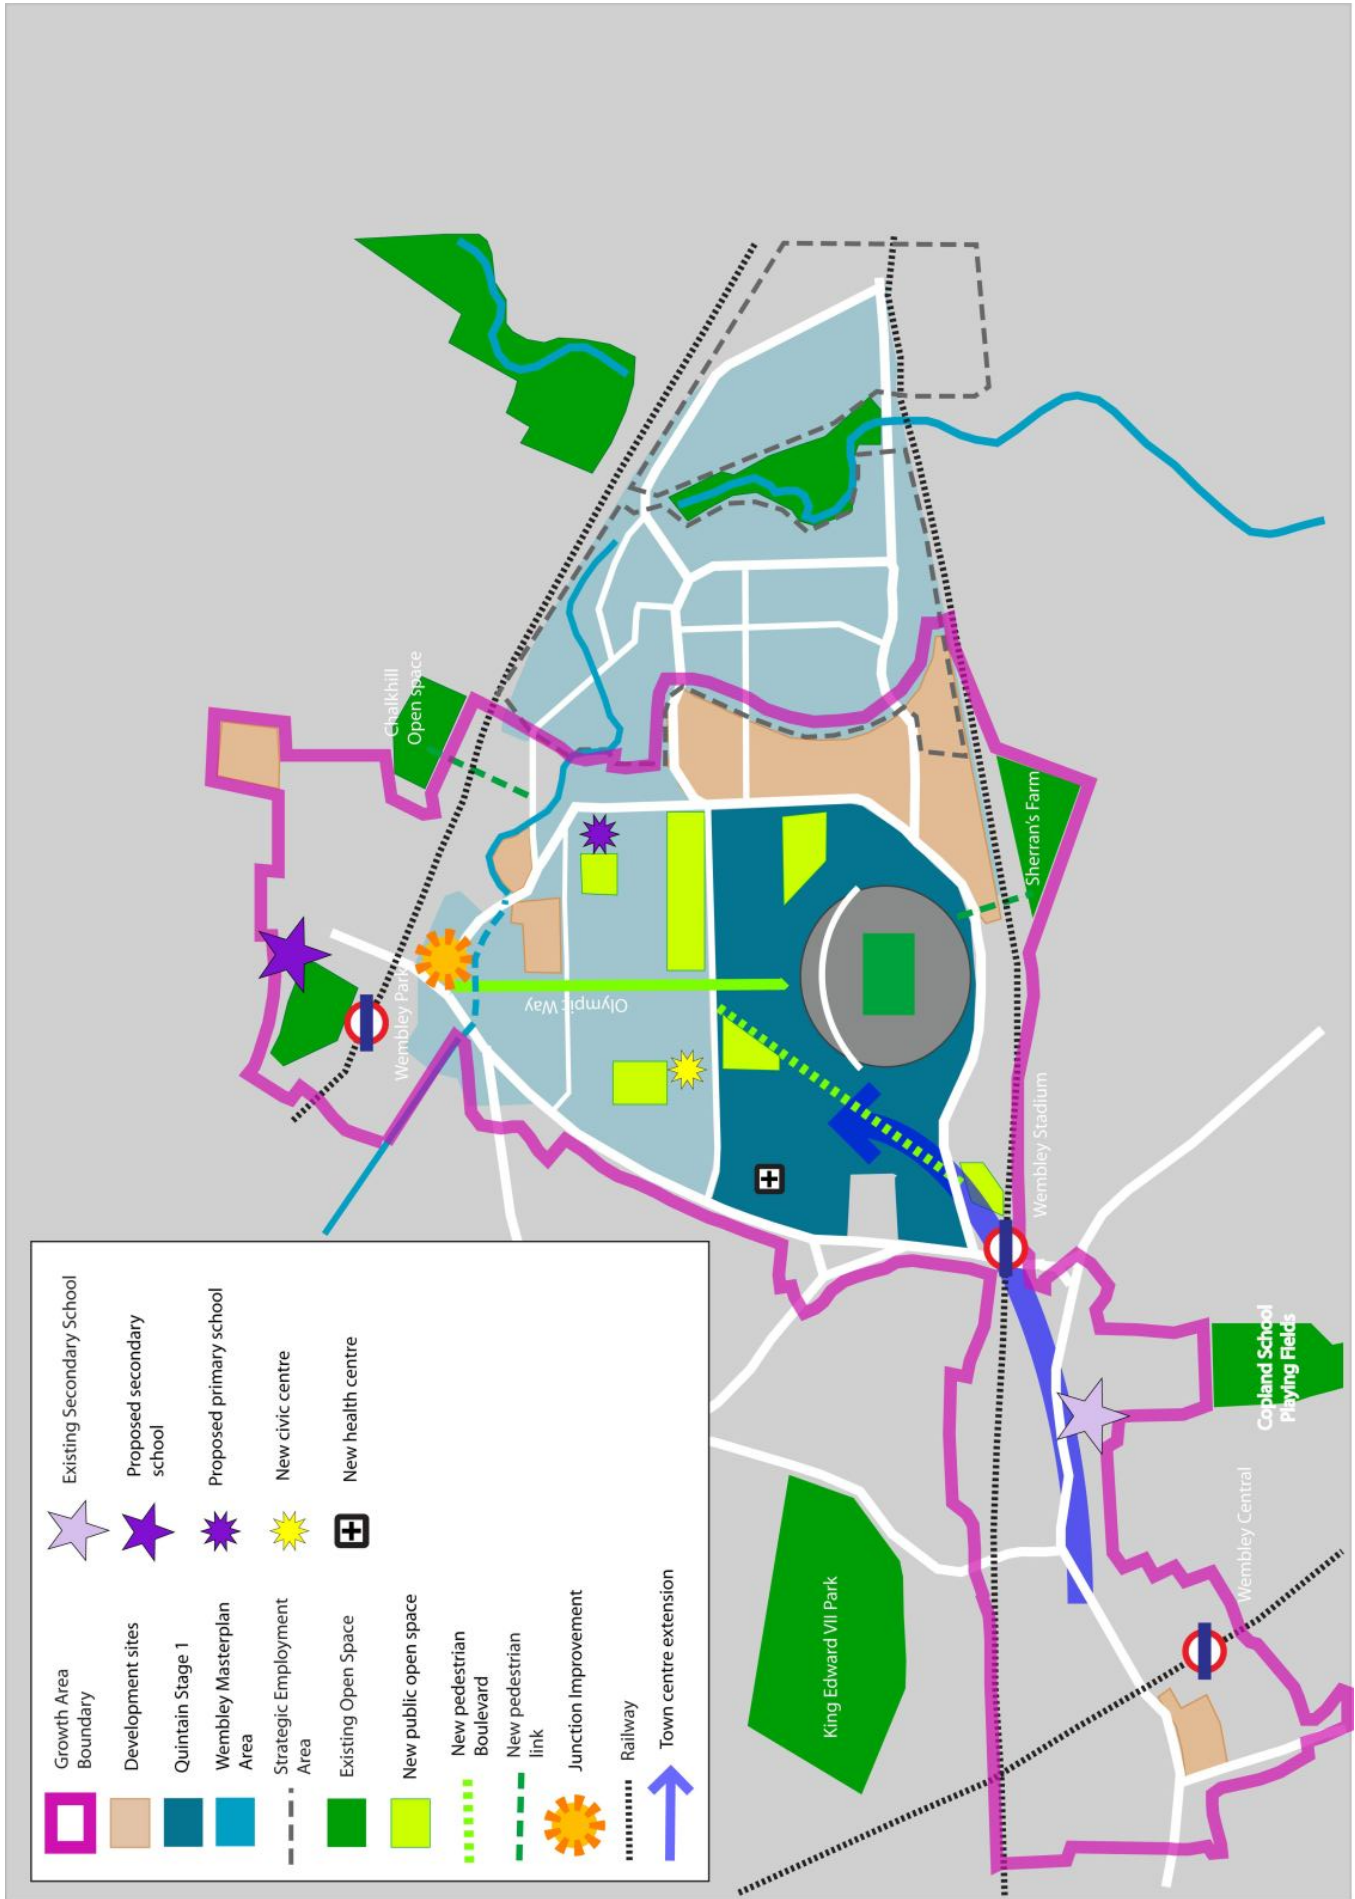 Growth Area
Boundary
Development sites
Quintain Stage 1
Wembley Masterplan
Area
Strategic Employment
Area
Existing Open Space
New public open space
New pedestrian
Boulevard
New pedestrian
link
Junction Improvement
Railway
Town centre extension
Existing Secondary School
Proposed secondary
school
Proposed primary school
New civic centre
New health centre
Chalkhill
Open space
Wembley Park
Olympic Way
Sherran's Farm
Wembley Stadium
Copland School
Playing Fields
Wembley Central
King Edward VII Park